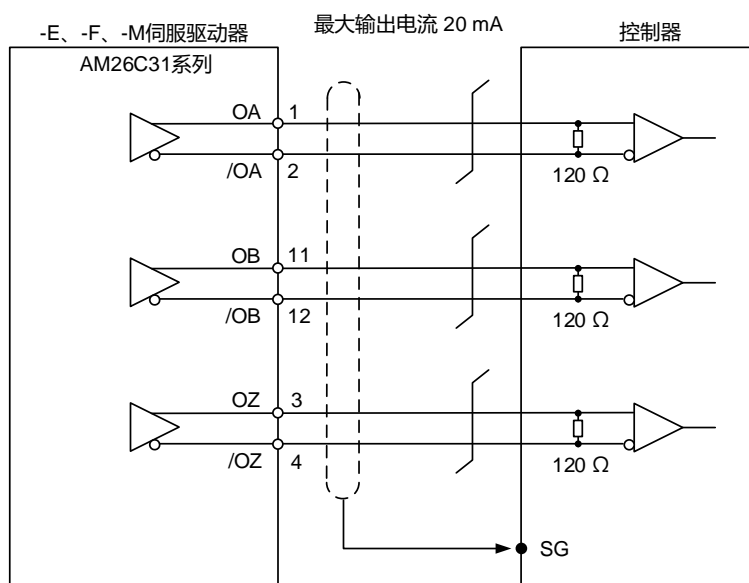 -E、-F、-M伺服驱动器
最大输出电流 20 mA
控制器
AM26C31系列
OA
1
/OA
2
120 Ω
OB
11
/OB
12
120 Ω
OZ
3
/OZ
4
120 Ω
SG